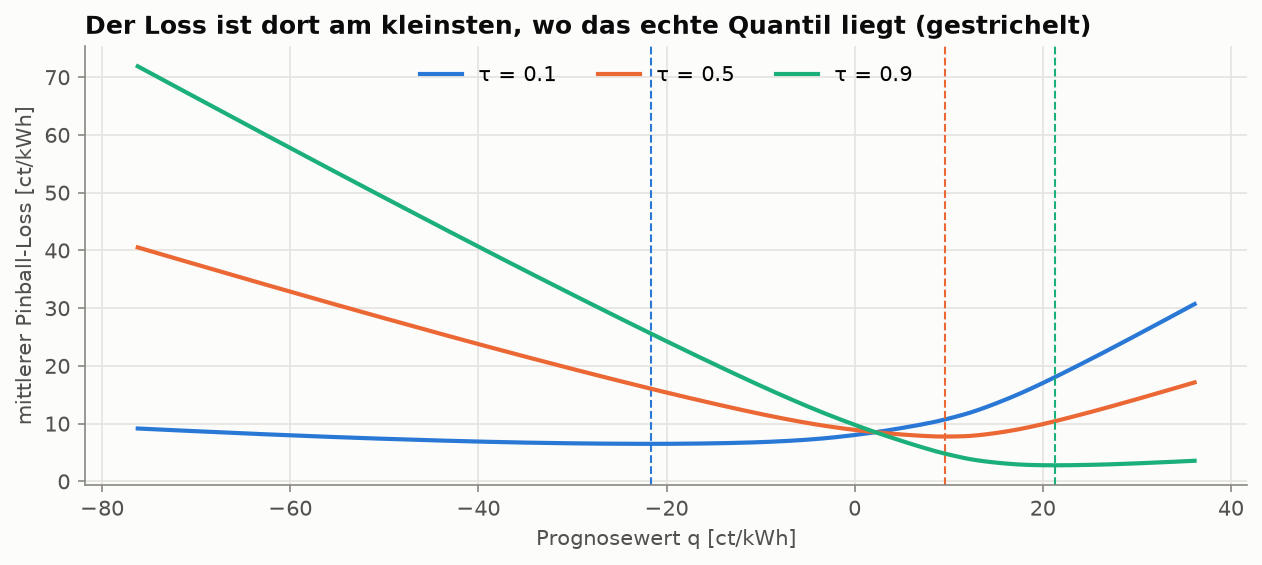 Der Loss ist dort am kleinsten, wo das echte Quantil liegt (gestrichelt)
τ = 0.1 τ = 0.5 τ = 0.9
mittlerer Pinball-Loss [ct/kWh]
70
60
50
40
30
20
10
0
−80 −60 −40 −20 0 20 40
Prognosewert q [ct/kWh]